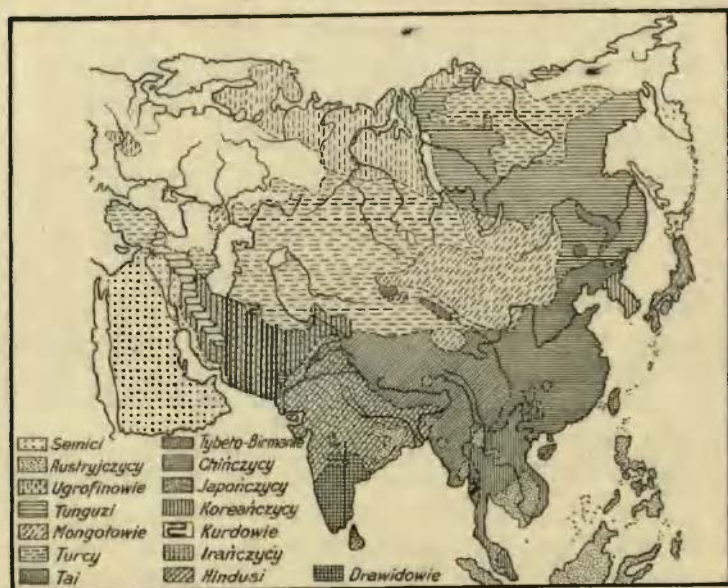 Semici
Austryjczycy
Ugrofinowie
Tunguzi
Mongołowie
Turcy
Tai
Tybeto-Birmanie
Chińczycy
Japończycy
Koreańczycy
Kurdowie
Irańczycy
Hindusi
Drawidowie